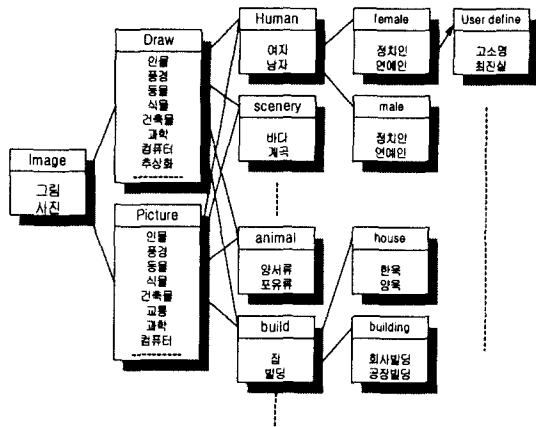 Image
그림
사진
Draw
인물
풍경
동물
식물
건축물
과학
컴퓨터
추상화
Picture
인물
풍경
동물
식물
건축물
교통
과학
컴퓨터
Human
여자
남자
scenery
바다
계곡
animal
양서류
포유류
build
집
빌딩
female
정치인
연예인
male
정치인
연예인
house
한옥
양옥
building
회사빌딩
공장빌딩
User define
고소명
최진실